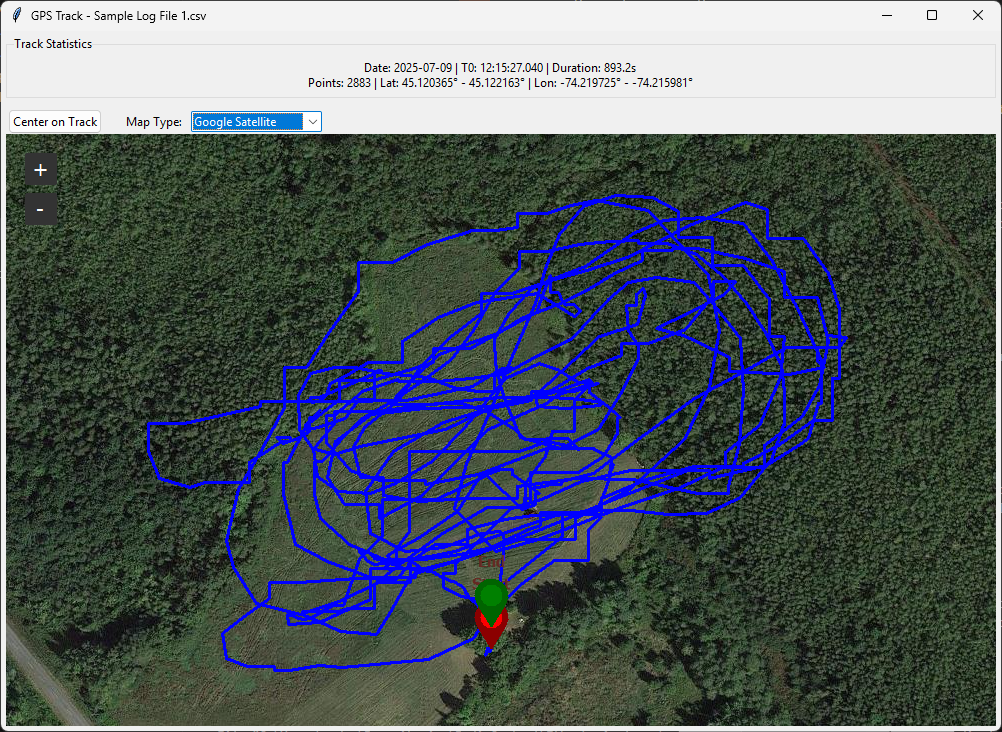 GPS Track - Sample Log File 1.csv
Track Statistics
Date: 2025-07-09 | T0: 12:15:27.040 | Duration: 893.2s
Points: 2883 | Lat: 45.120365° - 45.122163° | Lon: -74.219725° - -74.215981°
Center on Track
Map Type:
Google Satellite
+
-
End